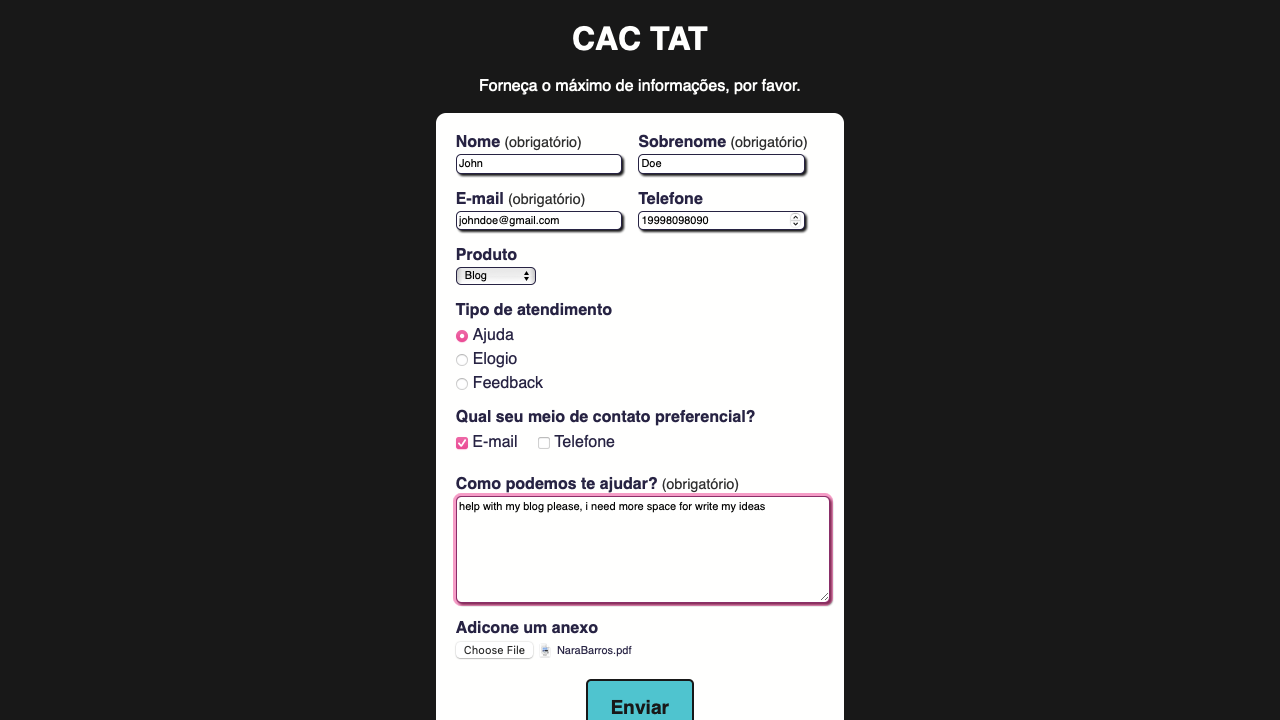 CAC TAT
Forneça o máximo de informações, por favor.
Nome (obrigatório) Sobrenome (obrigatório)
John Doe
E-mail (obrigatório) Telefone
johndoe@gmail.com 19998098090
Produto
Blog
Tipo de atendimento
Ajuda
Elogio
Feedback
Qual seu meio de contato preferencial?
E-mail Telefone
Como podemos te ajudar? (obrigatório)
help with my blog please, i need more space for write my ideas
Adicione um anexo
Choose File NaraBarros.pdf
Enviar